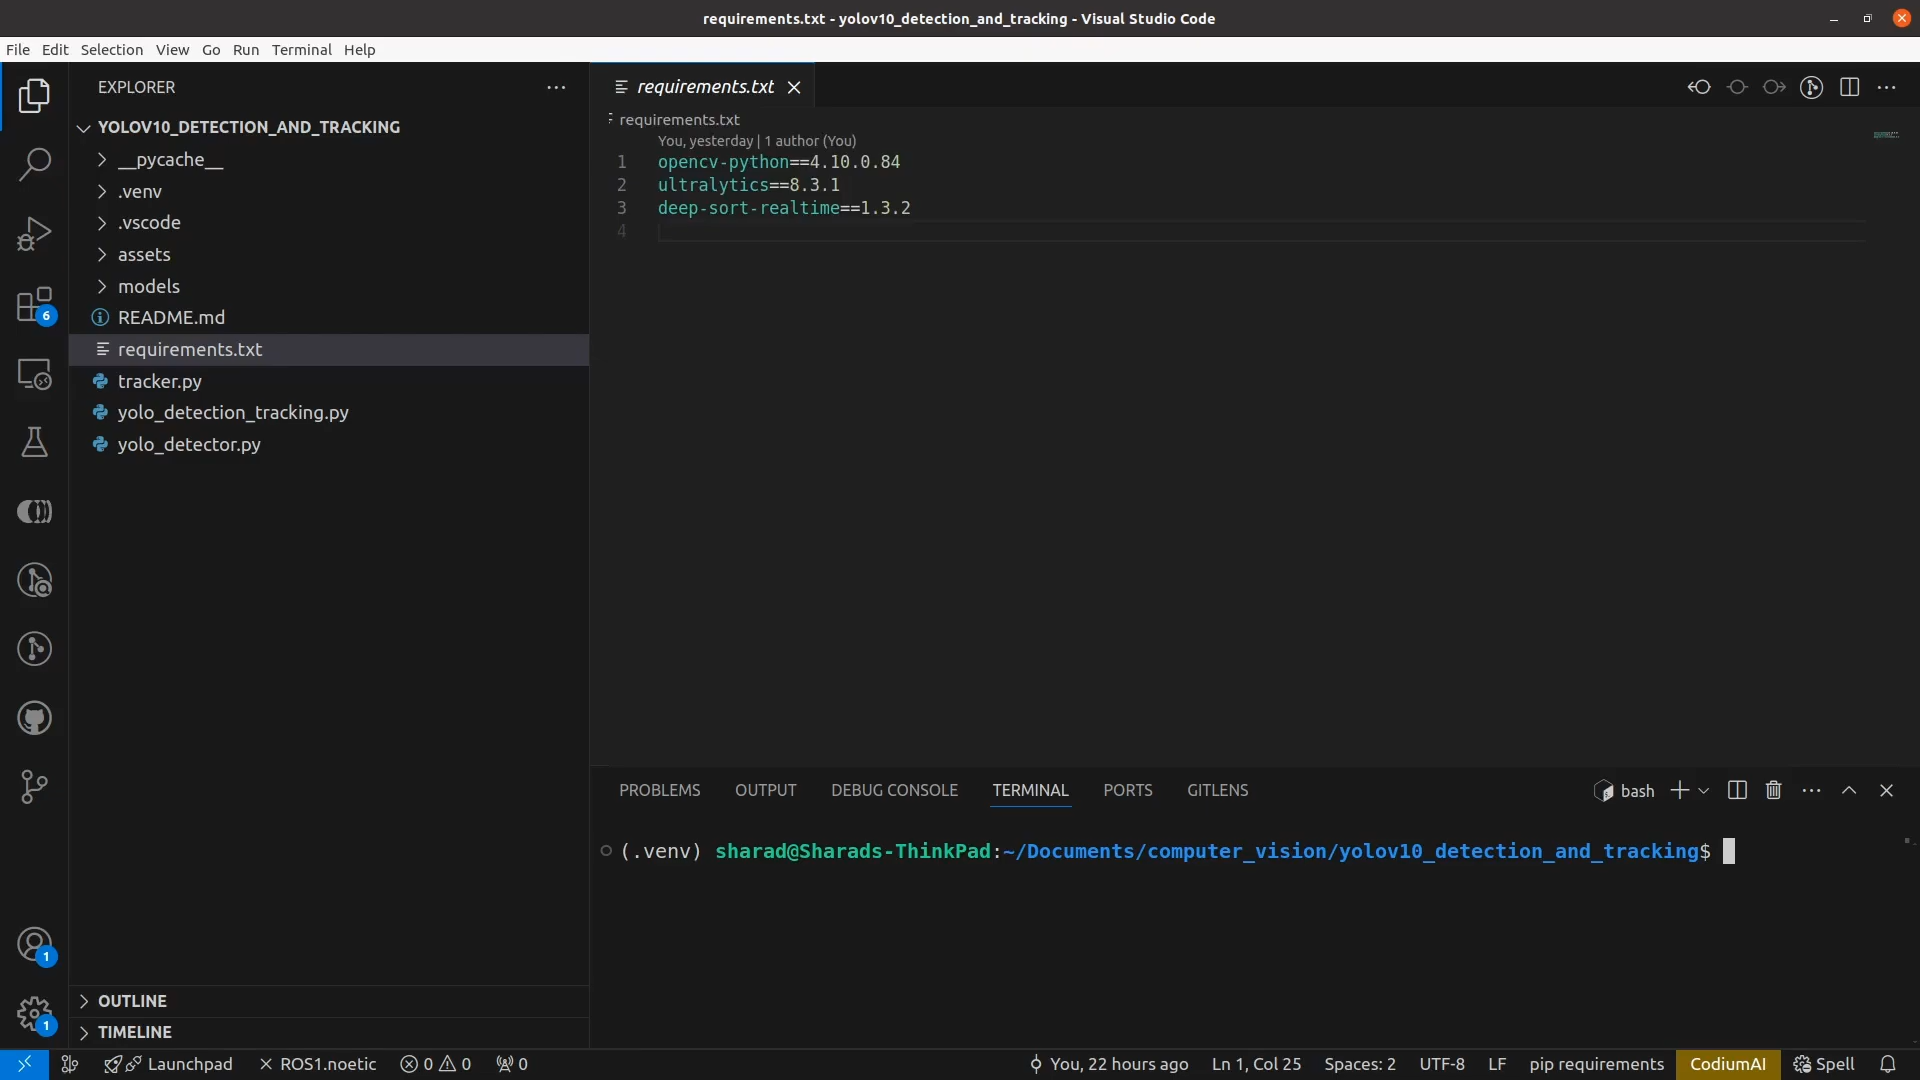 requirements.txt - yolov10_detection_and_tracking - Visual Studio Code
File Edit Selection View Go Run Terminal Help
EXPLORER
YOLOV10_DETECTION_AND_TRACKING
__pycache__
.venv
.vscode
assets
models
README.md
requirements.txt
tracker.py
yolo_detection_tracking.py
yolo_detector.py
OUTLINE
TIMELINE
6
1
1
requirements.txt
requirements.txt
You, yesterday | 1 author (You)
1 opencv-python==4.10.0.84
2 ultralytics==8.3.1
3 deep-sort-realtime==1.3.2
4
PROBLEMS OUTPUT DEBUG CONSOLE TERMINAL PORTS GITLENS bash
(.venv) sharad@Sharads-ThinkPad:~/Documents/computer_vision/yolov10_detection_and_tracking$
Launchpad ROS1.noetic 0 0 0 You, 22 hours ago Ln 1, Col 25 Spaces: 2 UTF-8 LF pip requirements CodiumAI Spell